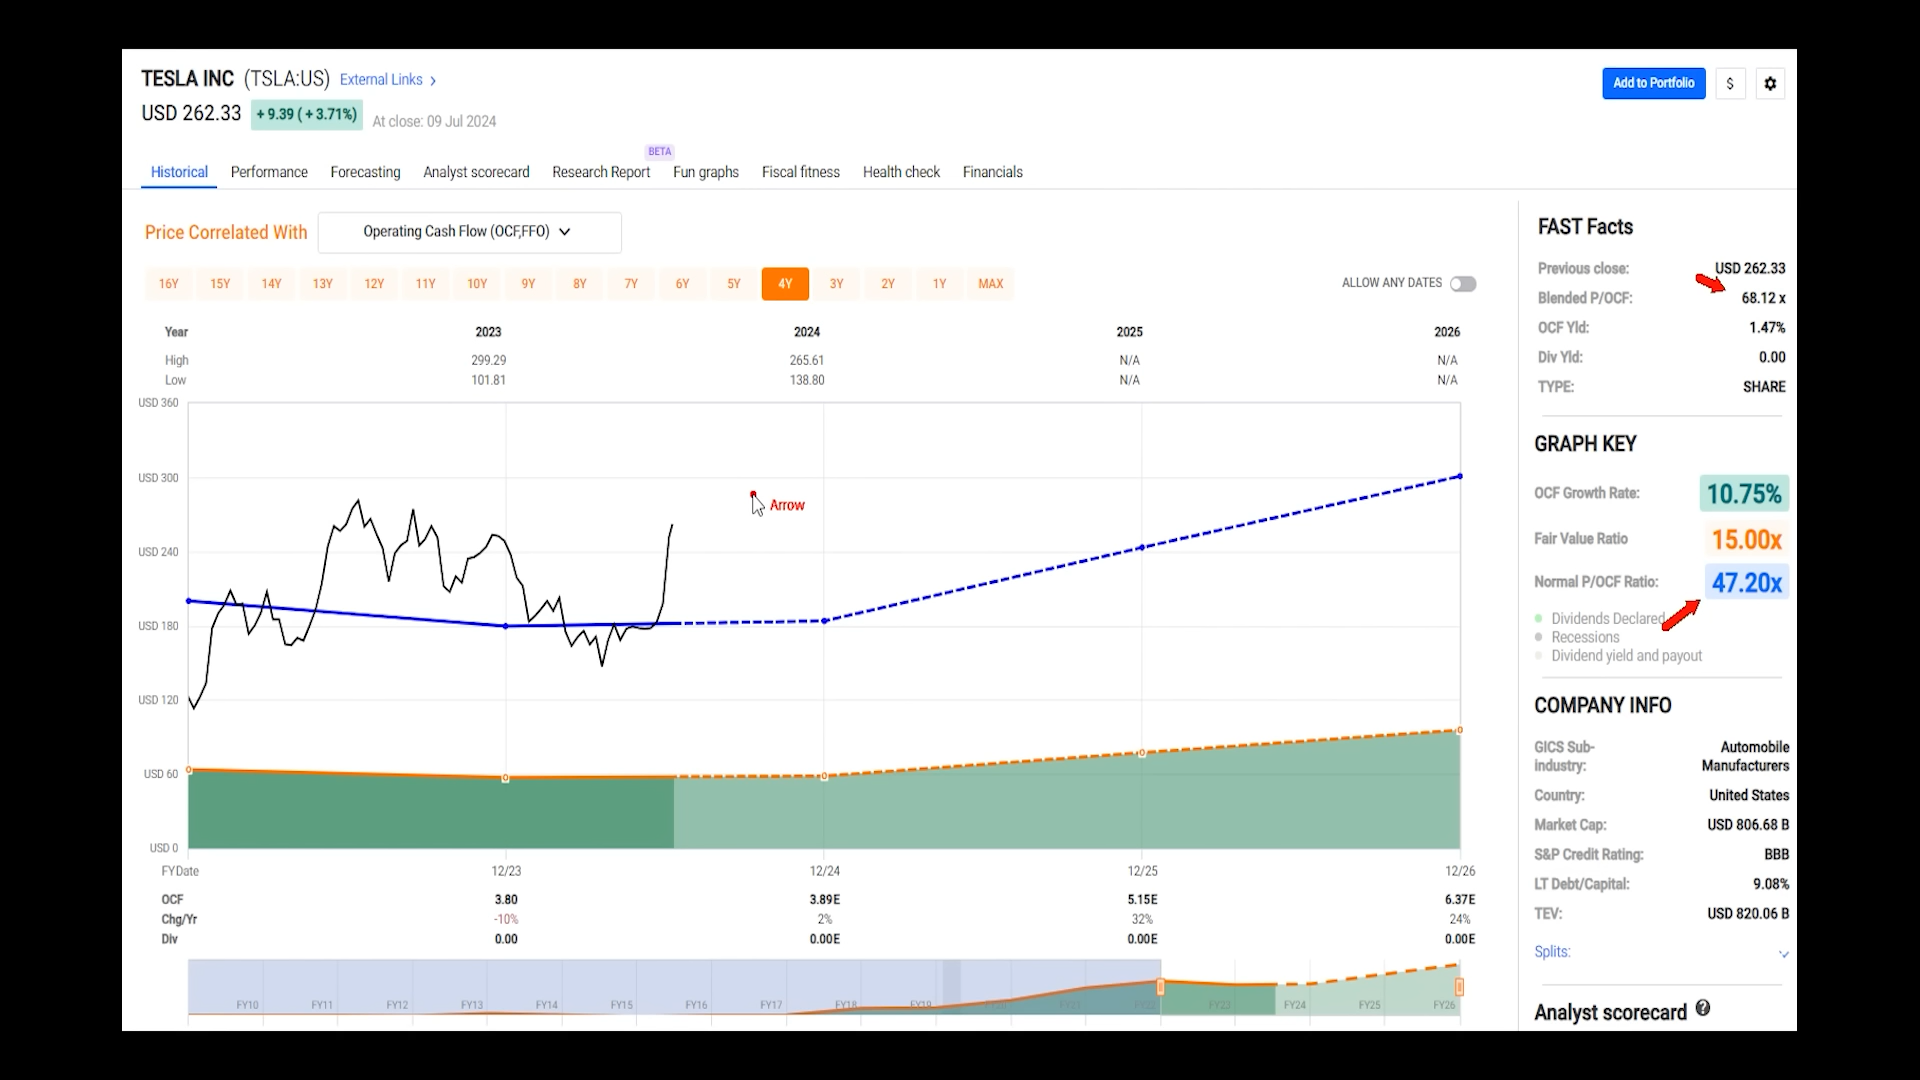 TESLA INC (TSLA:US) External Links >
USD 262.33 + 9.39 ( + 3.71%) At close: 09 Jul 2024
Add to Portfolio $
BETA
Historical Performance Forecasting Analyst scorecard Research Report Fun graphs Fiscal fitness Health check Financials
Price Correlated With Operating Cash Flow (OCF,FFO)
16Y 15Y 14Y 13Y 12Y 11Y 10Y 9Y 8Y 7Y 6Y 5Y 4Y 3Y 2Y 1Y MAX
ALLOW ANY DATES
Year 2023 2024 2025 2026
High 299.29 265.61 N/A N/A
Low 101.81 138.80 N/A N/A
USD 360
USD 300
USD 240
USD 180
USD 120
USD 60
USD 0
Arrow
FYDate 12/23 12/24 12/25 12/26
OCF 3.80 3.89E 5.15E 6.37E
Chg/Yr -10% 2% 32% 24%
Div 0.00 0.00E 0.00E 0.00E
FY10 FY11 FY12 FY13 FY14 FY15 FY16 FY17 FY18 FY19 FY20 FY21 FY22 FY23 FY24 FY25 FY26
FAST Facts
Previous close: USD 262.33
Blended P/OCF: 68.12 x
OCF Yld: 1.47%
Div Yld: 0.00
TYPE: SHARE
GRAPH KEY
OCF Growth Rate: 10.75%
Fair Value Ratio 15.00x
Normal P/OCF Ratio: 47.20x
Dividends Declared
Recessions
Dividend yield and payout
COMPANY INFO
GICS Sub-industry: Automobile Manufacturers
Country: United States
Market Cap: USD 806.68 B
S&P Credit Rating: BBB
LT Debt/Capital: 9.08%
TEV: USD 820.06 B
Splits:
Analyst scorecard ?